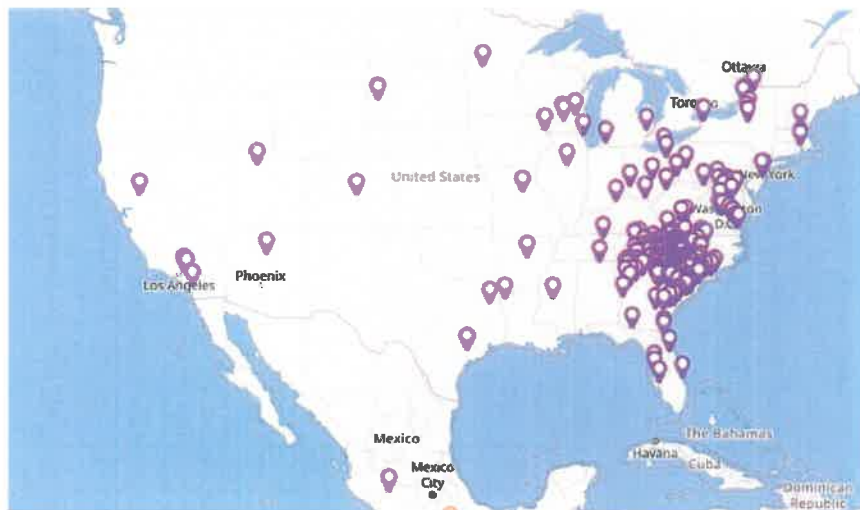 Ottawa
Toronto
United States
New York
Washington
D.C.
Phoenix
Los Angeles
Mexico
Mexico
City
The Bahamas
Havana
Cuba
Dominican
Republic